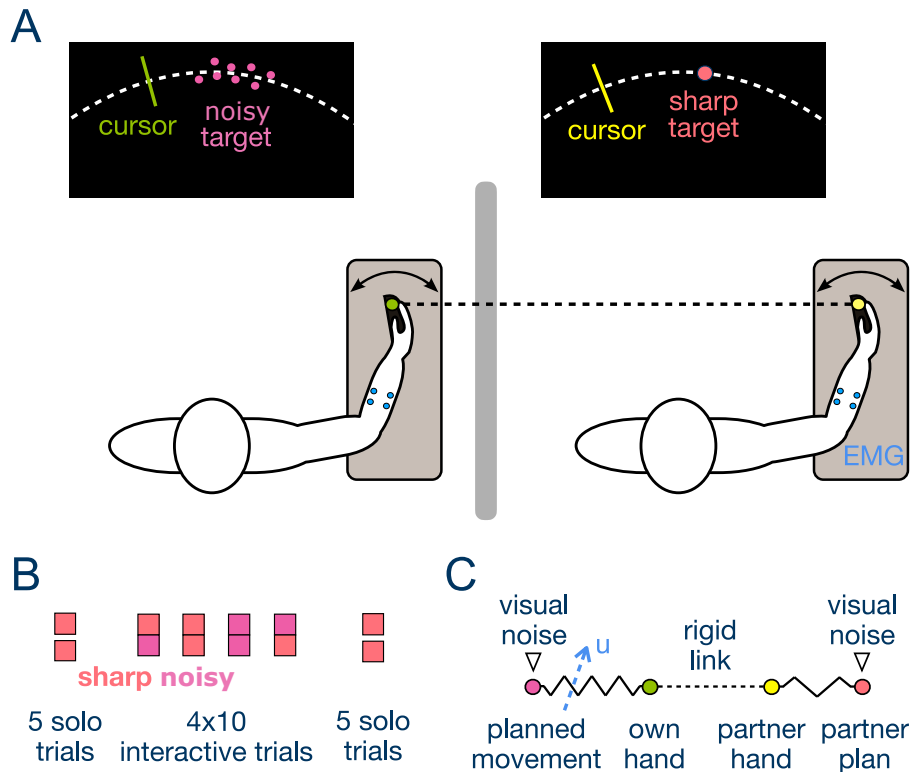 A
cursor
noisy
target
cursor
sharp
target
EMG
B
sharp noisy
5 solo
trials
4x10
interactive trials
5 solo
trials
C
visual
noise
u
rigid
link
visual
noise
planned
movement
own
hand
partner
hand
partner
plan